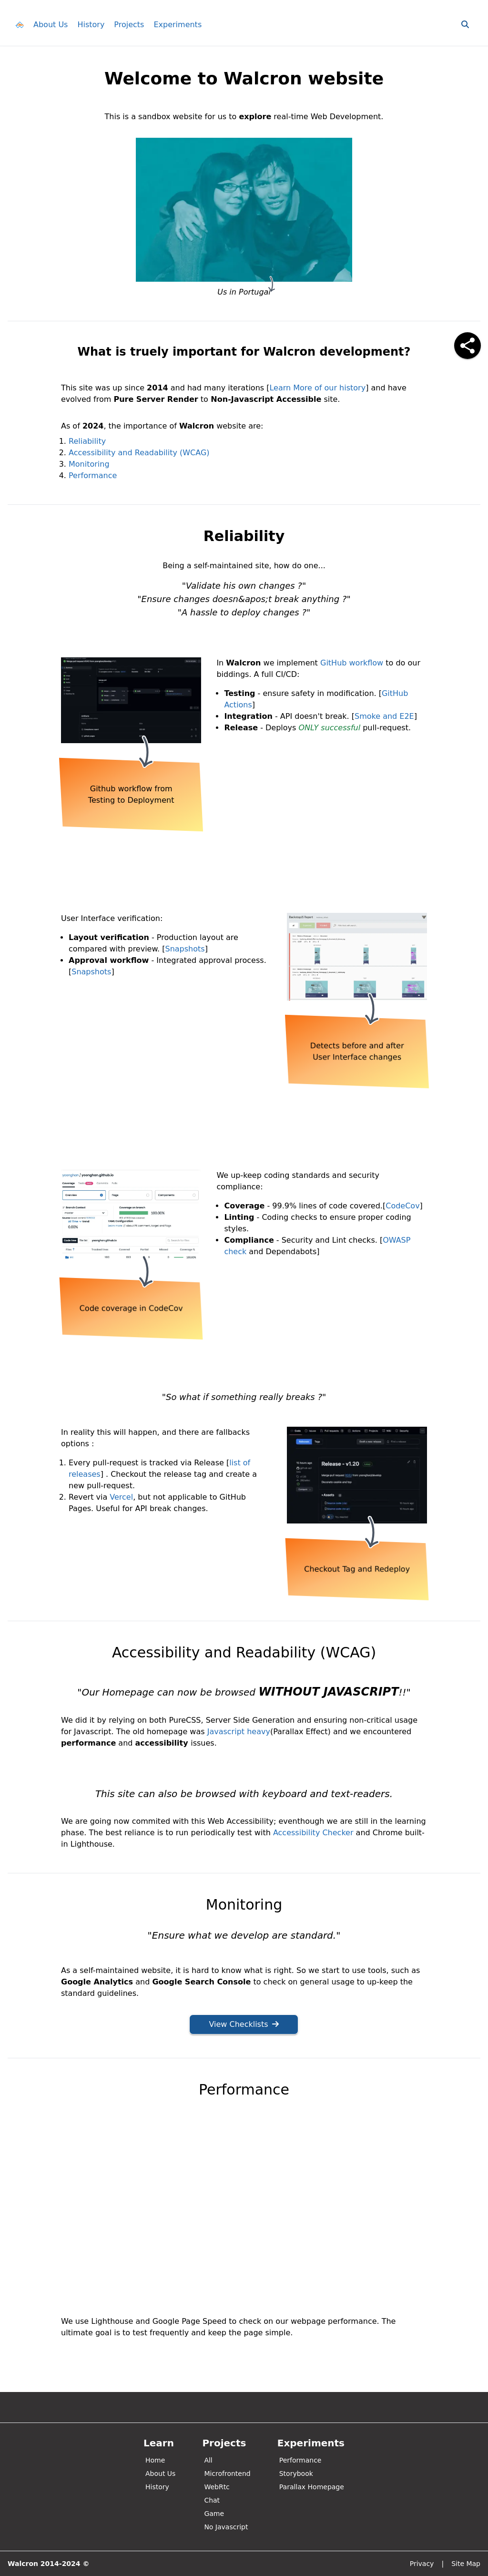 About Us History Projects Experiments
Welcome to Walcron website
This is a sandbox website for us to explore real-time Web Development.
Us in Portugal
What is truely important for Walcron development?
This site was up since 2014 and had many iterations [Learn More of our history] and have
evolved from Pure Server Render to Non-Javascript Accessible site.
As of 2024, the importance of Walcron website are:
1. Reliability
2. Accessibility and Readability (WCAG)
3. Monitoring
4. Performance
Reliability
Being a self-maintained site, how do one...
"Validate his own changes ?"
"Ensure changes doesn&apos;t break anything ?"
"A hassle to deploy changes ?"
In Walcron we implement GitHub workflow to do our
biddings. A full CI/CD:
• Testing - ensure safety in modification. [GitHub
Actions]
• Integration - API doesn't break. [Smoke and E2E]
• Release - Deploys ONLY successful pull-request.
Github workflow from
Testing to Deployment
User Interface verification:
• Layout verification - Production layout are
compared with preview. [Snapshots]
• Approval workflow - Integrated approval process.
[Snapshots]
Detects before and after
User Interface changes
We up-keep coding standards and security
compliance:
• Coverage - 99.9% lines of code covered.[CodeCov]
• Linting - Coding checks to ensure proper coding
styles.
• Compliance - Security and Lint checks. [OWASP
check and Dependabots]
Code coverage in CodeCov
"So what if something really breaks ?"
In reality this will happen, and there are fallbacks
options :
1. Every pull-request is tracked via Release [list of
releases] . Checkout the release tag and create a
new pull-request.
2. Revert via Vercel, but not applicable to GitHub
Pages. Useful for API break changes.
Release - v1.20
Checkout Tag and Redeploy
Accessibility and Readability (WCAG)
"Our Homepage can now be browsed WITHOUT JAVASCRIPT!!"
We did it by relying on both PureCSS, Server Side Generation and ensuring non-critical usage
for Javascript. The old homepage was Javascript heavy(Parallax Effect) and we encountered
performance and accessibility issues.
This site can also be browsed with keyboard and text-readers.
We are going now commited with this Web Accessibility; eventhough we are still in the learning
phase. The best reliance is to run periodically test with Accessibility Checker and Chrome built-
in Lighthouse.
Monitoring
"Ensure what we develop are standard."
As a self-maintained website, it is hard to know what is right. So we start to use tools, such as
Google Analytics and Google Search Console to check on general usage to up-keep the
standard guidelines.
View Checklists
Performance
We use Lighthouse and Google Page Speed to check on our webpage performance. The
ultimate goal is to test frequently and keep the page simple.
Learn Projects Experiments
Home All Performance
About Us Microfrontend Storybook
History WebRtc Parallax Homepage
Chat
Game
No Javascript
Walcron 2014-2024 © Privacy | Site Map